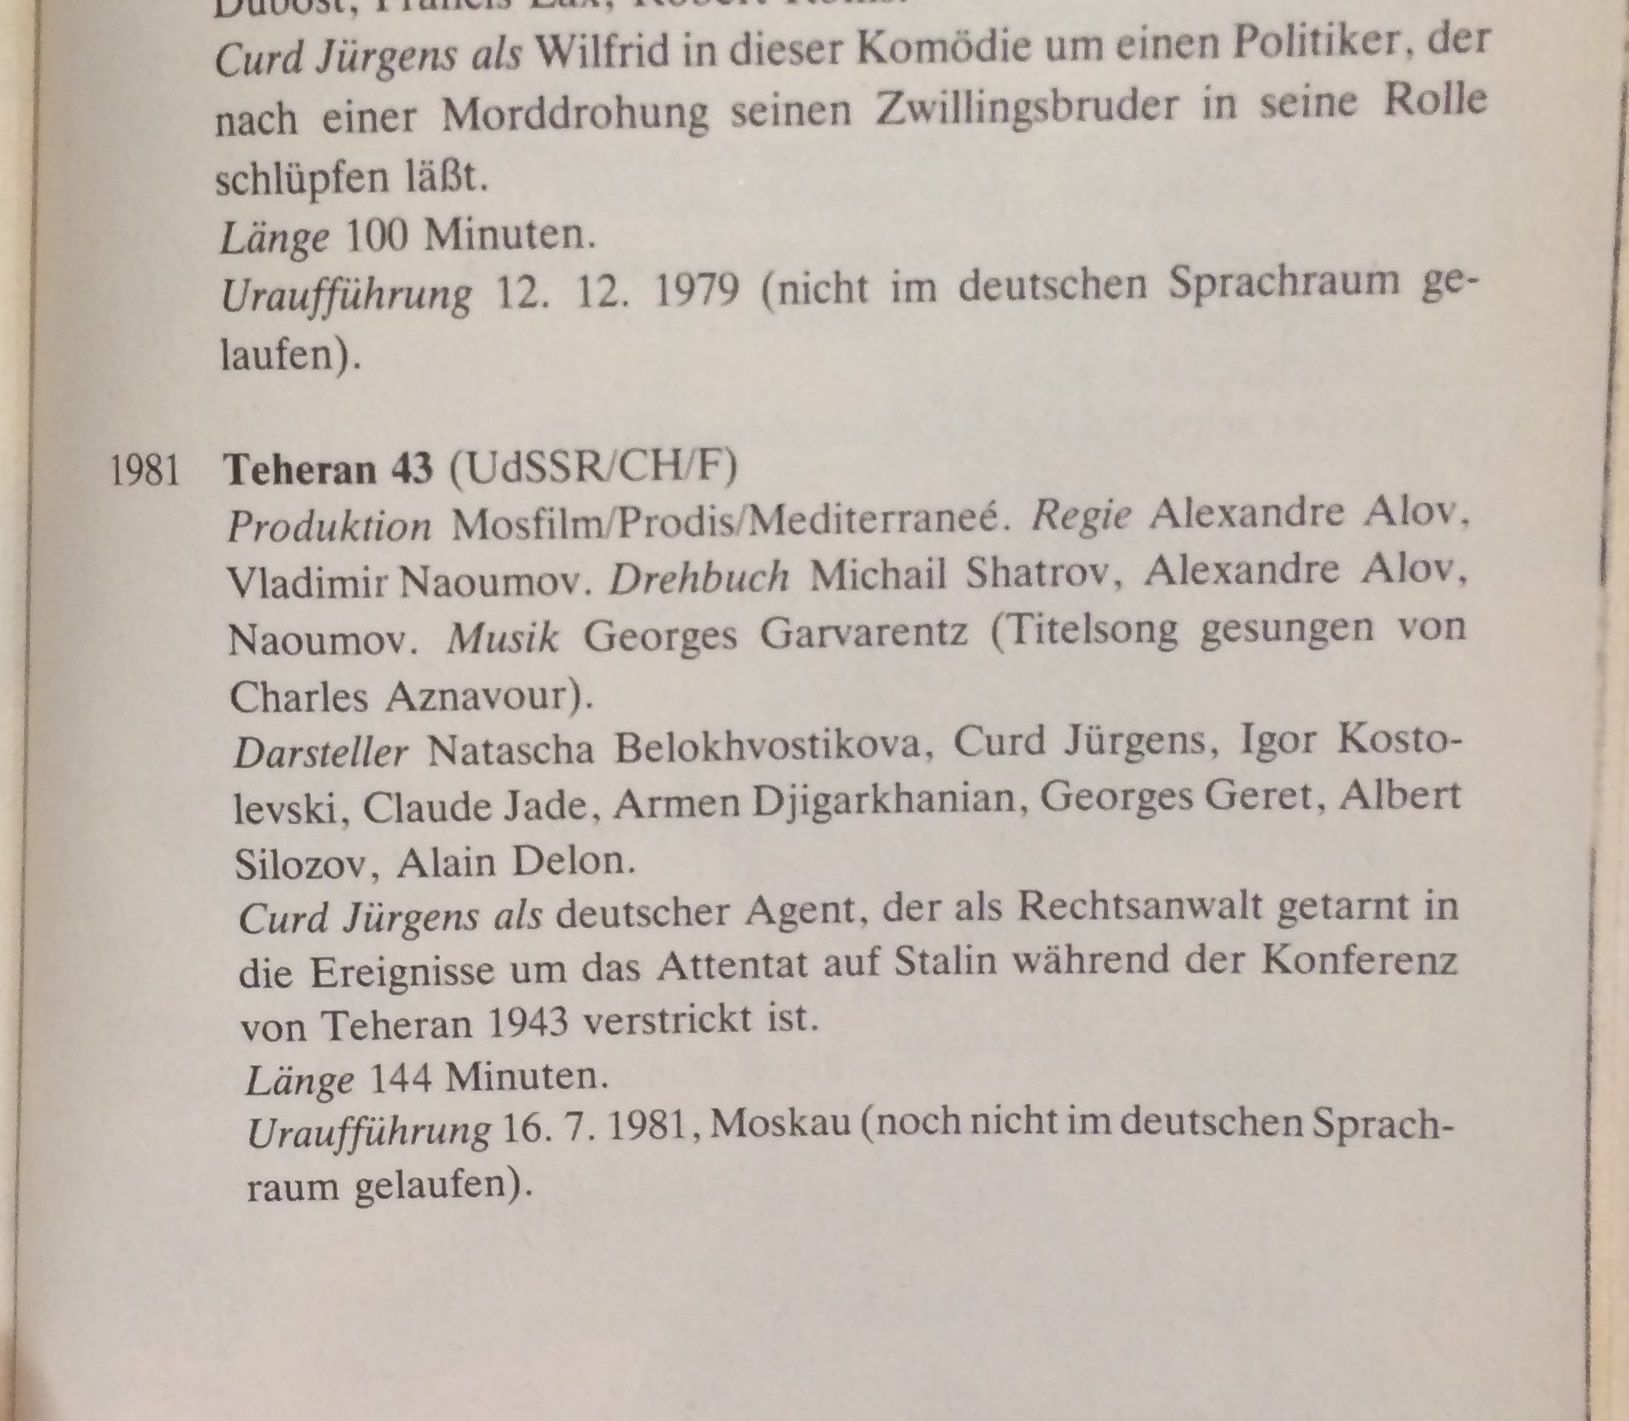 Curd Jürgens als Wilfrid in dieser Komödie um einen Politiker, der
nach einer Morddrohung seinen Zwillingsbruder in seine Rolle
schlüpfen läßt.
Länge 100 Minuten.
Uraufführung 12. 12. 1979 (nicht im deutschen Sprachraum ge-
laufen).
1981 Teheran 43 (UdSSR/CH/F)
Produktion Mosfilm/Prodis/Mediterraneé. Regie Alexandre Alov,
Vladimir Naoumov. Drehbuch Michail Shatrov, Alexandre Alov,
Naoumov. Musik Georges Garvarentz (Titelsong gesungen von
Charles Aznavour).
Darsteller Natascha Belokhvostikova, Curd Jürgens, Igor Kosto-
levski, Claude Jade, Armen Djigarkhanian, Georges Geret, Albert
Silozov, Alain Delon.
Curd Jürgens als deutscher Agent, der als Rechtsanwalt getarnt in
die Ereignisse um das Attentat auf Stalin während der Konferenz
von Teheran 1943 verstrickt ist.
Länge 144 Minuten.
Uraufführung 16. 7. 1981, Moskau (noch nicht im deutschen Sprach-
raum gelaufen).